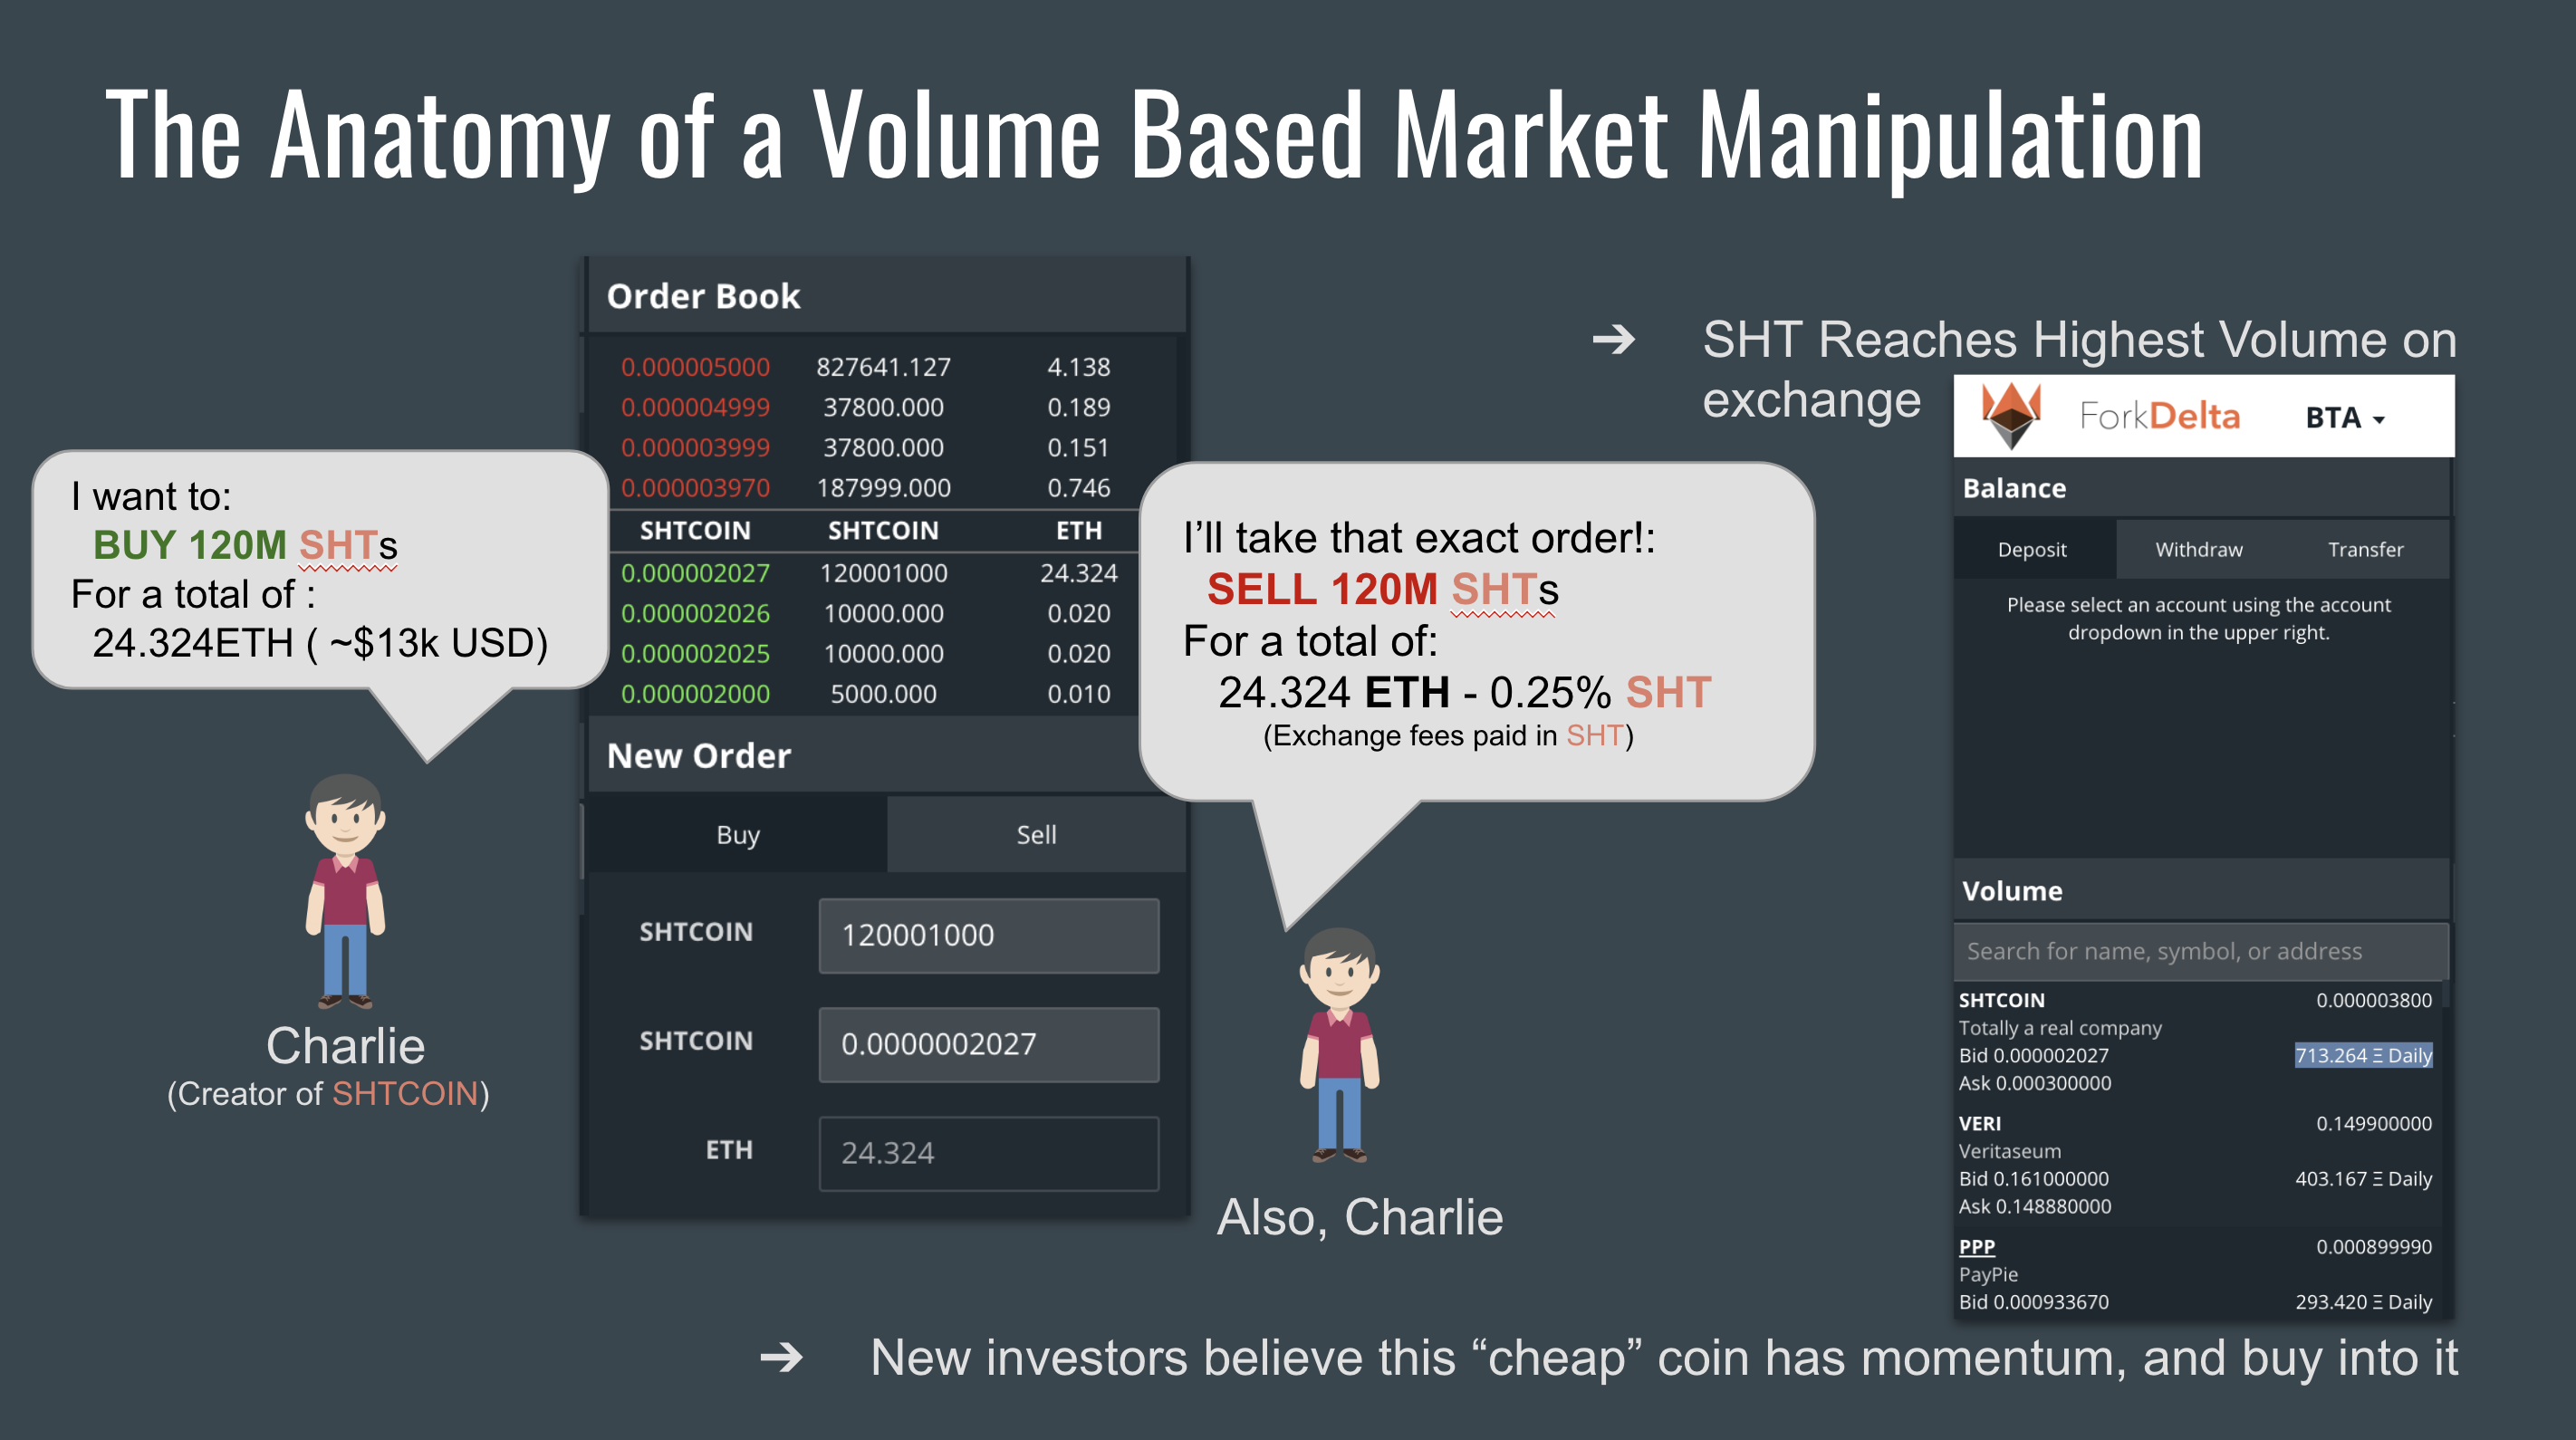 The Anatomy of a Volume Based Market Manipulation
I want to:
BUY 120M SHTs
For a total of :
24.324ETH ( ~$13k USD)
Charlie
(Creator of SHTCOIN)
Order Book
0.000005000 827641.127 4.138
0.000004999 37800.000 0.189
0.000003999 37800.000 0.151
0.000003970 187999.000 0.746
SHTCOIN SHTCOIN ETH
0.000002027 120001000 24.324
0.000002026 10000.000 0.020
0.000002025 10000.000 0.020
0.000002000 5000.000 0.010
New Order
Buy Sell
SHTCOIN 120001000
SHTCOIN 0.0000002027
ETH 24.324
I’ll take that exact order!:
SELL 120M SHTs
For a total of:
24.324 ETH - 0.25% SHT
(Exchange fees paid in SHT)
Also, Charlie
➔ SHT Reaches Highest Volume on
exchange
ForkDelta BTA
Balance
Deposit Withdraw Transfer
Please select an account using the account
dropdown in the upper right.
Volume
Search for name, symbol, or address
SHTCOIN 0.000003800
Totally a real company
Bid 0.000002027 713.264 Ξ Daily
Ask 0.000300000
VERI 0.149900000
Veritaseum
Bid 0.161000000 403.167 Ξ Daily
Ask 0.148880000
PPP 0.000899990
PayPie
Bid 0.000933670 293.420 Ξ Daily
➔ New investors believe this “cheap” coin has momentum, and buy into it